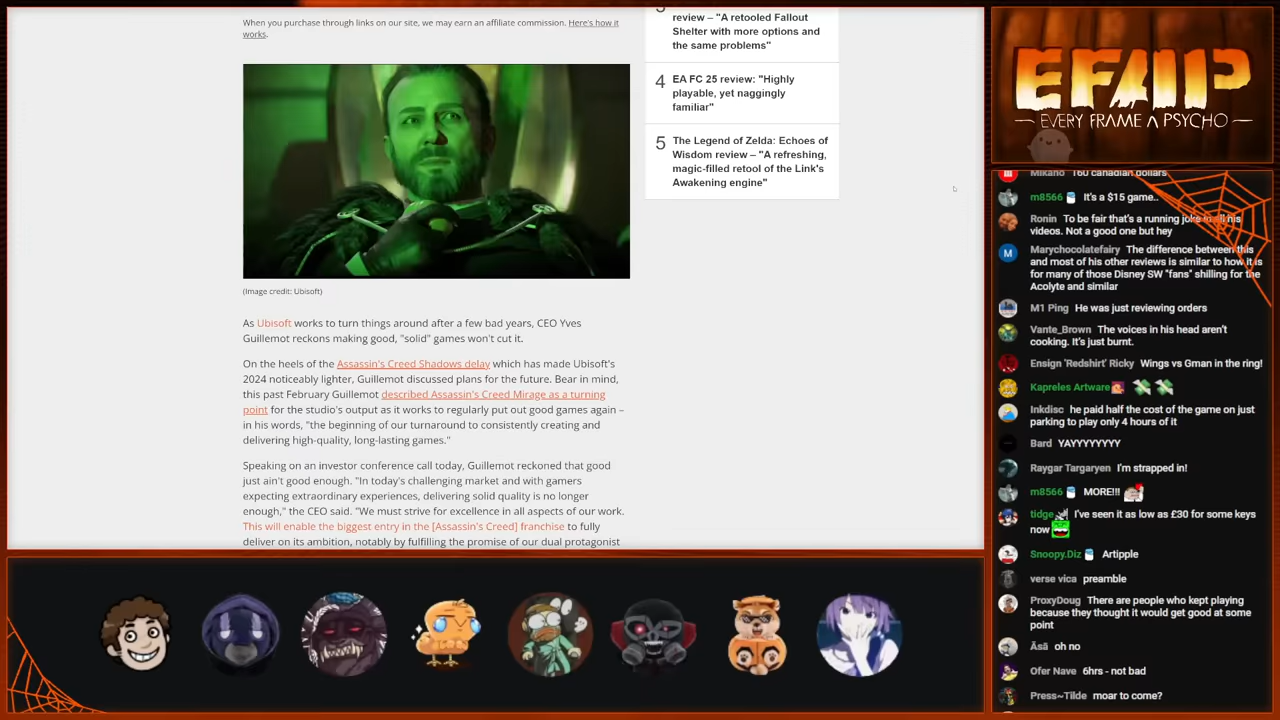 When you purchase through links on our site, we may earn an affiliate commission. Here's how it
works.
(Image credit: Ubisoft)
As Ubisoft works to turn things around after a few bad years, CEO Yves
Guillemot reckons making good, "solid" games won't cut it.
On the heels of the Assassin's Creed Shadows delay which has made Ubisoft's
2024 noticeably lighter, Guillemot discussed plans for the future. Bear in mind,
this past February Guillemot described Assassin's Creed Mirage as a turning
point for the studio's output as it works to regularly put out good games again –
in his words, "the beginning of our turnaround to consistently creating and
delivering high-quality, long-lasting games."
Speaking on an investor conference call today, Guillemot reckoned that good
just ain't good enough. "In today's challenging market and with gamers
expecting extraordinary experiences, delivering solid quality is no longer
enough," the CEO said. "We must strive for excellence in all aspects of our work.
This will enable the biggest entry in the [Assassin's Creed] franchise to fully
deliver on its ambition, notably by fulfilling the promise of our dual protagonist
review – "A retooled Fallout
Shelter with more options and
the same problems"
4 EA FC 25 review: "Highly
playable, yet naggingly
familiar"
5 The Legend of Zelda: Echoes of
Wisdom review – "A refreshing,
magic-filled retool of the Link's
Awakening engine"
EFAP
EVERY FRAME A PSYCHO
Mikano 160 canadian dollars
m8566 It's a $15 game..
Ronin To be fair that's a running joke in all his
videos. Not a good one but hey
M
Marychocolatefairy The difference between this
and most of his other reviews is similar to how it is
for many of those Disney SW "fans" shilling for the
Acolyte and similar
M1 Ping He was just reviewing orders
Vante_Brown The voices in his head aren't
cooking. It's just burnt.
Ensign 'Redshirt' Ricky Wings vs Gman in the ring!
Kapreles Artware
Inkdisc he paid half the cost of the game on just
parking to play only 4 hours of it
Bard YAYYYYYYYY
Raygar Targaryen I'm strapped in!
m8566 MORE!!!
tidge I've seen it as low as £30 for some keys
now
Snoopy.Diz Artipple
verse vica preamble
ProxyDoug There are people who kept playing
because they thought it would get good at some
point
Äsä oh no
Ofer Nave 6hrs - not bad
Press~Tilde moar to come?